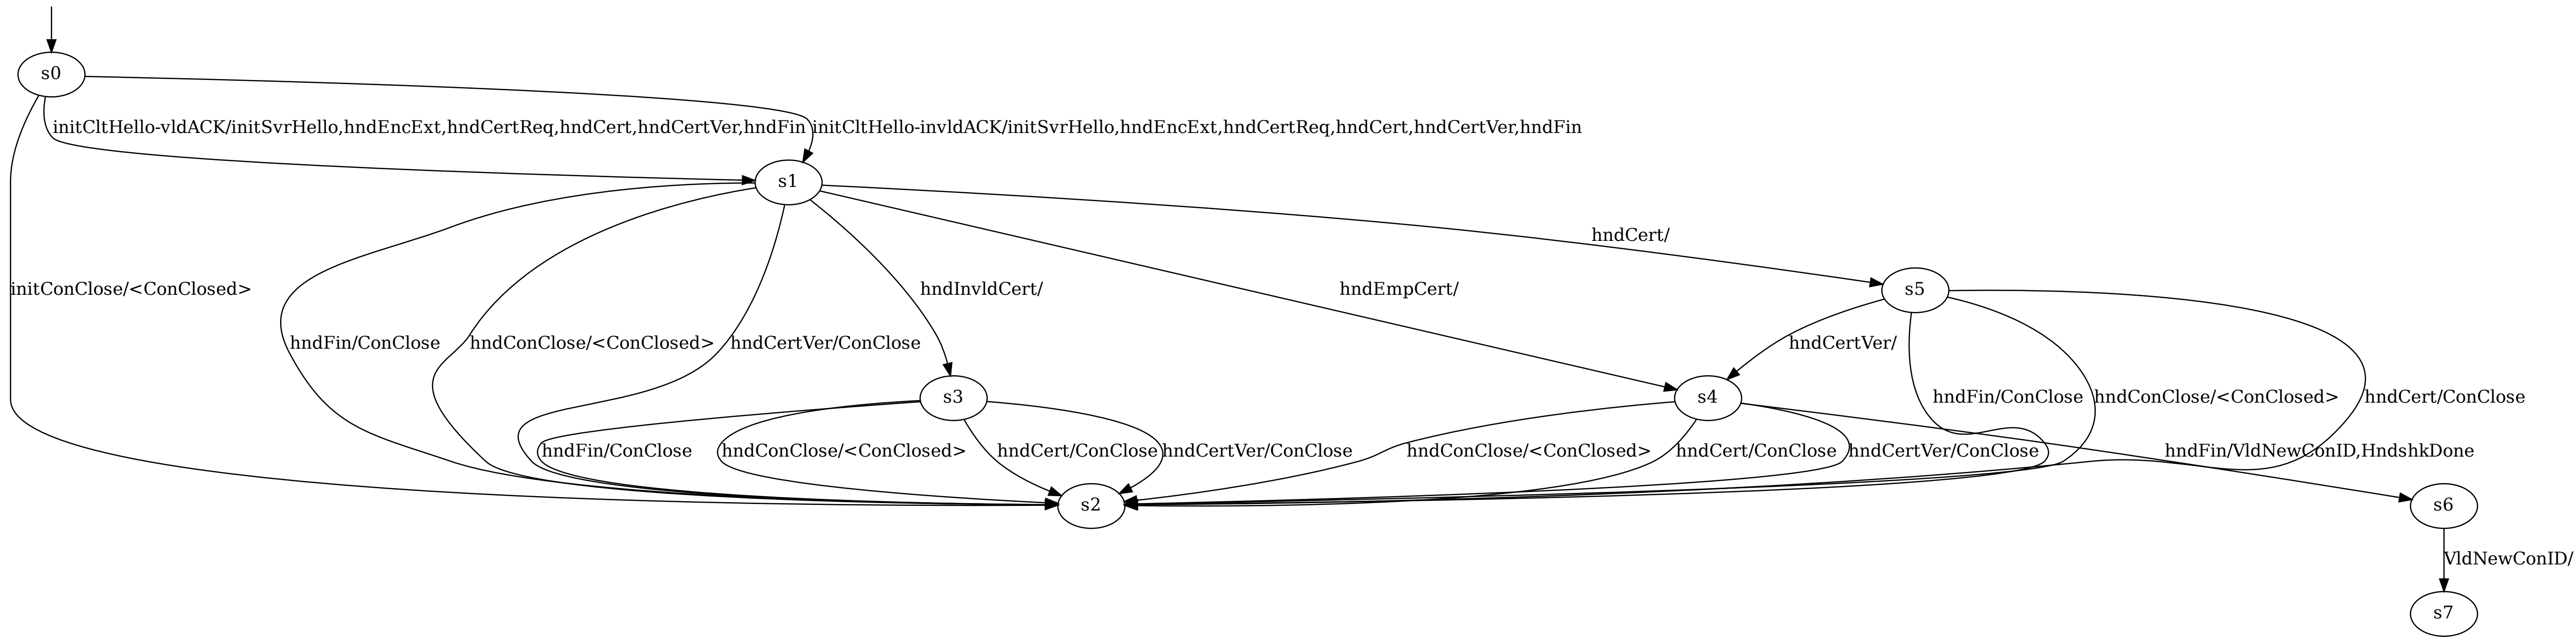 s0
initCltHello-vldACK/initSvrHello,hndEncExt,hndCertReq,hndCert,hndCertVer,hndFin
initCltHello-invldACK/initSvrHello,hndEncExt,hndCertReq,hndCert,hndCertVer,hndFin
s1
hndCert/
initConClose/<ConClosed>
hndInvldCert/
hndEmpCert/
s5
hndFin/ConClose
hndConClose/<ConClosed>
hndCertVer/ConClose
hndCertVer/
s3
s4
hndFin/ConClose
hndConClose/<ConClosed>
hndCert/ConClose
hndFin/ConClose
hndConClose/<ConClosed>
hndCert/ConClose
hndCertVer/ConClose
hndConClose/<ConClosed>
hndCert/ConClose
hndCertVer/ConClose
hndFin/VldNewConID,HndshkDone
s2
s6
VldNewConID/
s7